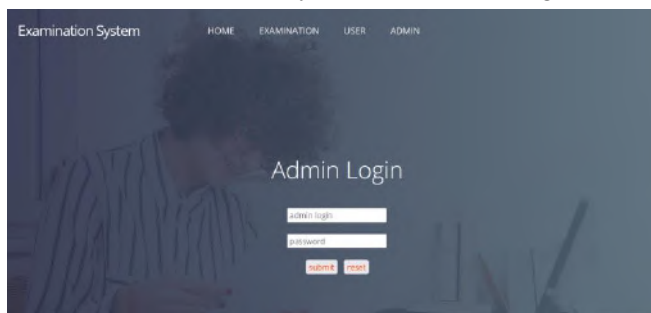 Examination System HOME EXAMINATION USER ADMIN
Admin Login
admin login
password
submit reset